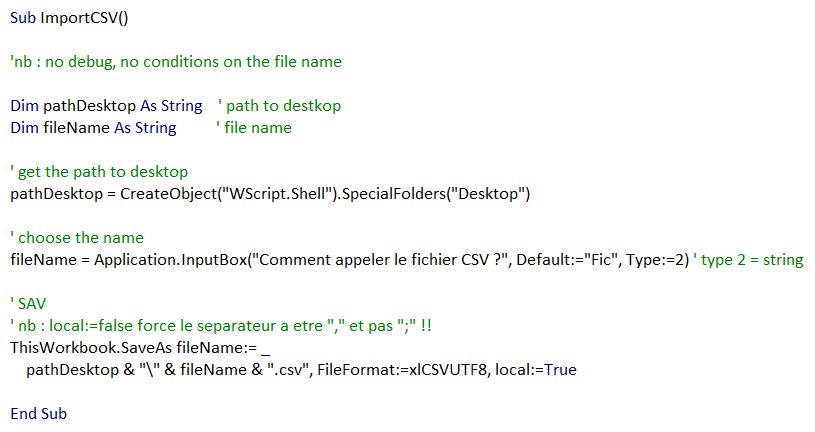 Sub ImportCSV()
'nb : no debug, no conditions on the file name
Dim pathDesktop As String ' path to destkop
Dim fileName As String ' file name
' get the path to desktop
pathDesktop = CreateObject("WScript.Shell").SpecialFolders("Desktop")
' choose the name
fileName = Application.InputBox("Comment appeler le fichier CSV ?", Default:="Fic", Type:=2) ' type 2 = string
' SAV
' nb : local:=false force le separateur a etre "," et pas ";" !!
ThisWorkbook.SaveAs fileName:= _
pathDesktop & "\" & fileName & ".csv", FileFormat:=xlCSVUTF8, local:=True
End Sub